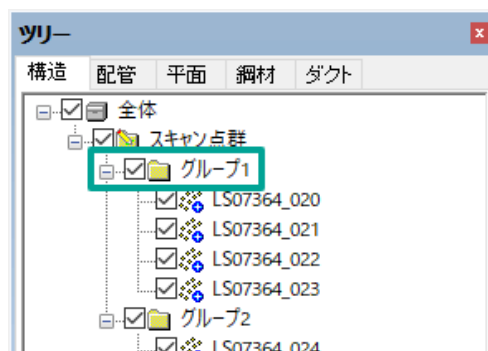 ツリー
構造 配管 平面 鋼材 ダクト
全体
スキャン点群
グループ1
LS07364_020
LS07364_021
LS07364_022
LS07364_023
グループ2
LS07364_024